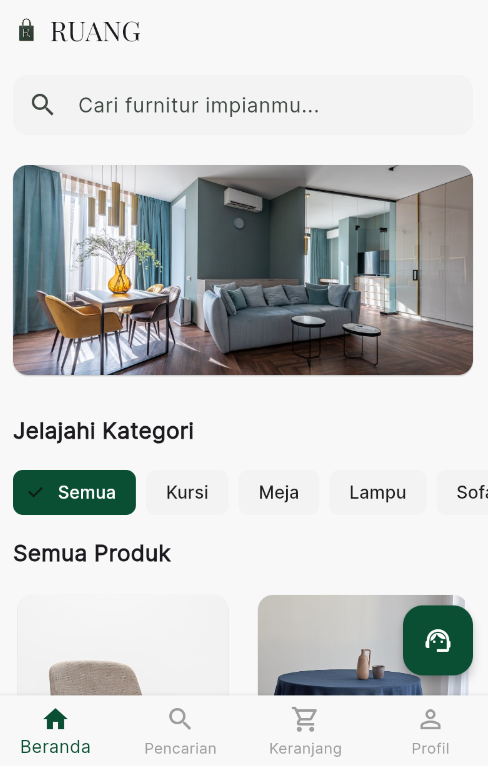 RUANG
Cari furnitur impianmu...
Jelajahi Kategori
Semua
Kursi
Meja
Lampu
Sofa
Semua Produk
Beranda
Pencarian
Keranjang
Profil